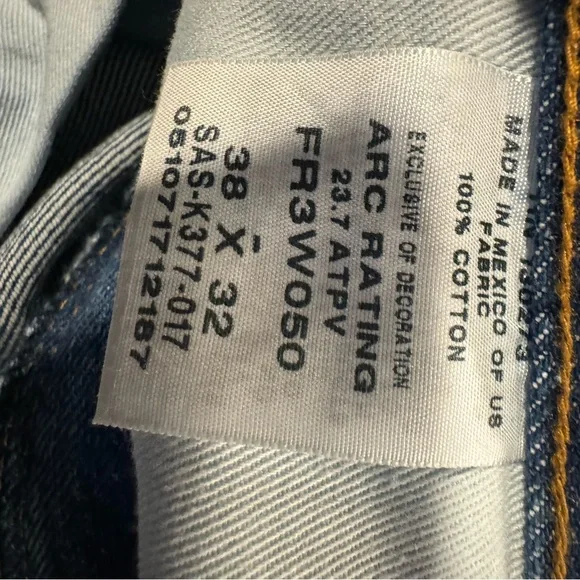 MADE IN MEXICO OF US
FABRIC
100% COTTON
EXCLUSIVE OF DECORATION
ARC RATING
23.7 ATPV
FR3W050
38 X 32
SAS-K377-017
051071712187